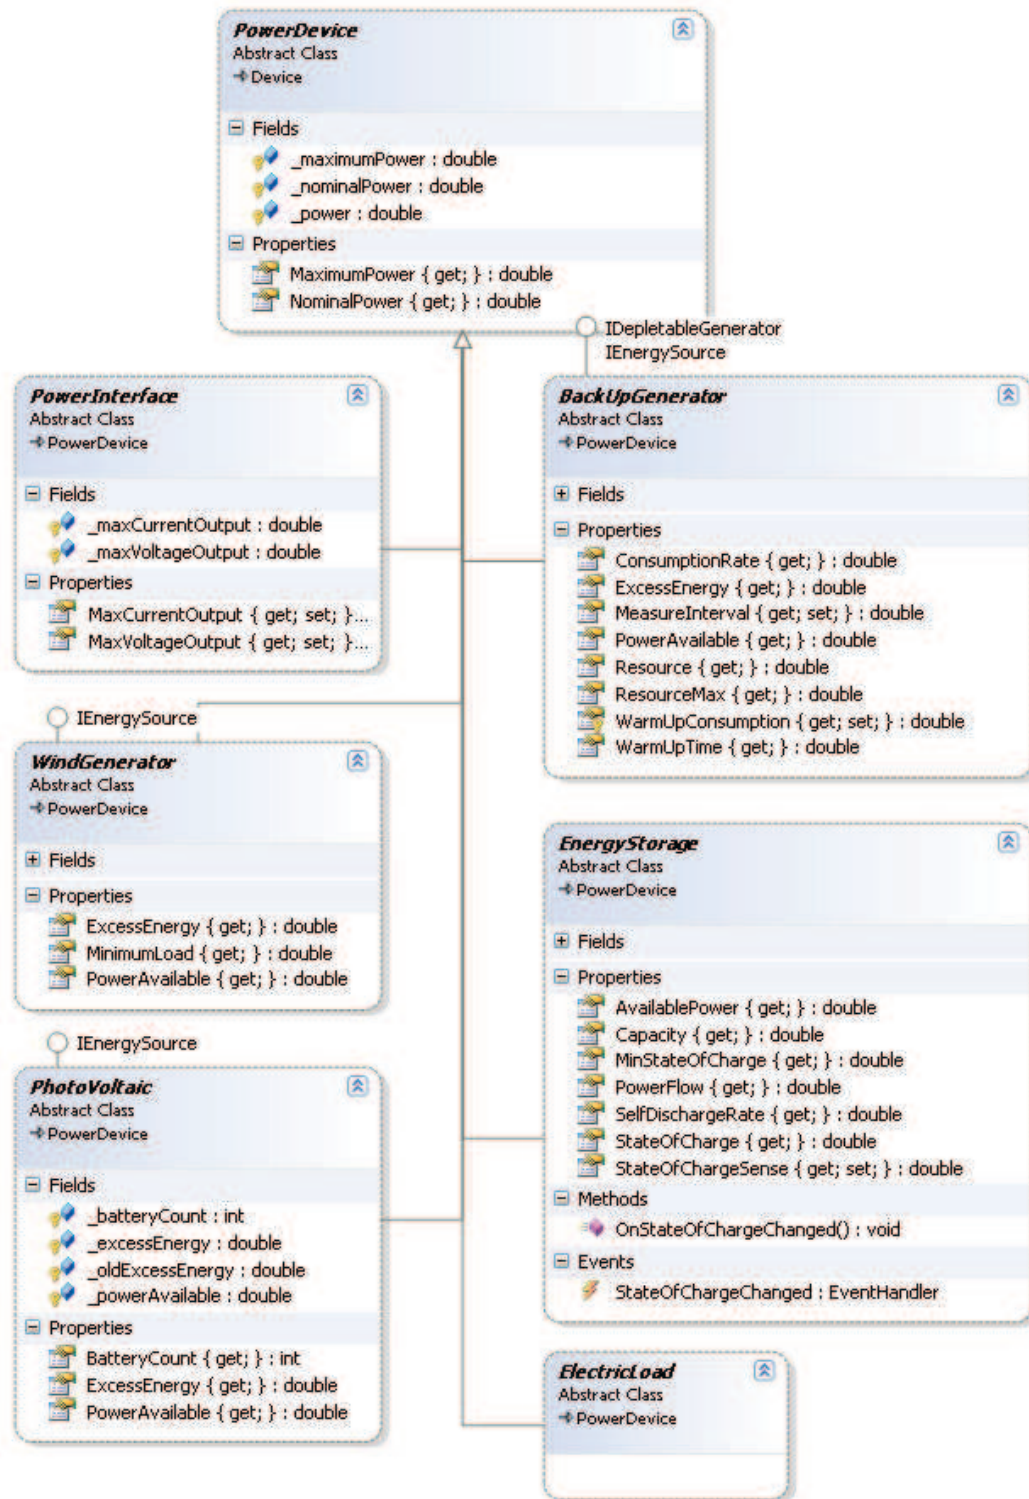 PowerDevice
Abstract Class
Device
Fields
_maximumPower : double
_nominalPower : double
_power : double
Properties
MaximumPower { get; } : double
NominalPower { get; } : double
IDepletableGenerator
IEnergySource
PowerInterface
Abstract Class
PowerDevice
Fields
_maxCurrentOutput : double
_maxVoltageOutput : double
Properties
MaxCurrentOutput { get; set; }...
MaxVoltageOutput { get; set; }...
BackUpGenerator
Abstract Class
PowerDevice
Fields
Properties
ConsumptionRate { get; } : double
ExcessEnergy { get; } : double
MeasureInterval { get; set; } : double
PowerAvailable { get; } : double
Resource { get; } : double
ResourceMax { get; } : double
WarmUpConsumption { get; set; } : double
WarmUpTime { get; } : double
IEnergySource
WindGenerator
Abstract Class
PowerDevice
Fields
Properties
ExcessEnergy { get; } : double
MinimumLoad { get; } : double
PowerAvailable { get; } : double
EnergyStorage
Abstract Class
PowerDevice
Fields
Properties
AvailablePower { get; } : double
Capacity { get; } : double
MinStateOfCharge { get; } : double
PowerFlow { get; } : double
SelfDischargeRate { get; } : double
StateOfCharge { get; } : double
StateOfChargeSense { get; set; } : double
Methods
OnStateOfChargeChanged() : void
Events
StateOfChargeChanged : EventHandler
IEnergySource
PhotoVoltaic
Abstract Class
PowerDevice
Fields
_batteryCount : int
_excessEnergy : double
_oldExcessEnergy : double
_powerAvailable : double
Properties
BatteryCount { get; } : int
ExcessEnergy { get; } : double
PowerAvailable { get; } : double
ElectricLoad
Abstract Class
PowerDevice